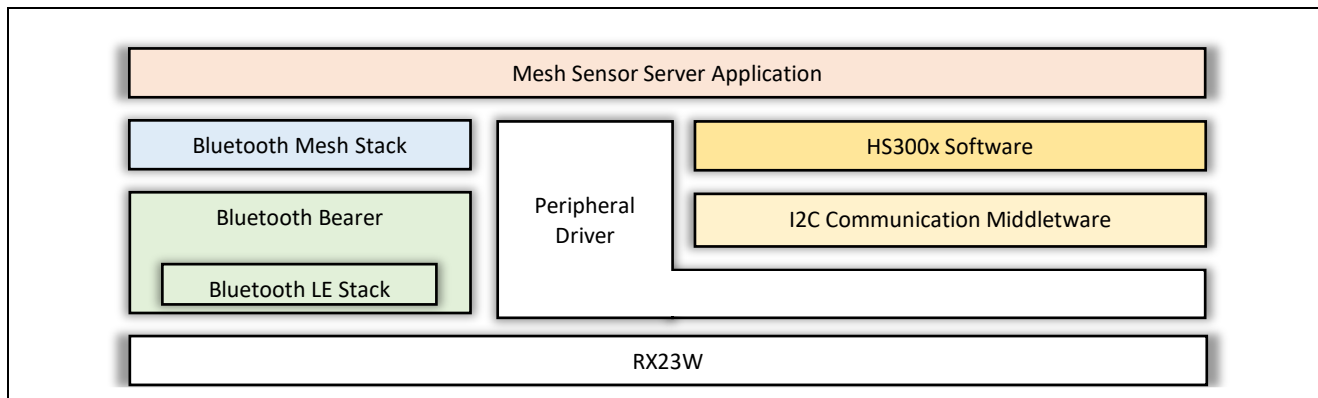 Mesh Sensor Server Application
Bluetooth Mesh Stack
HS300x Software
Bluetooth Bearer
Peripheral
Driver
I2C Communication Middletware
Bluetooth LE Stack
RX23W